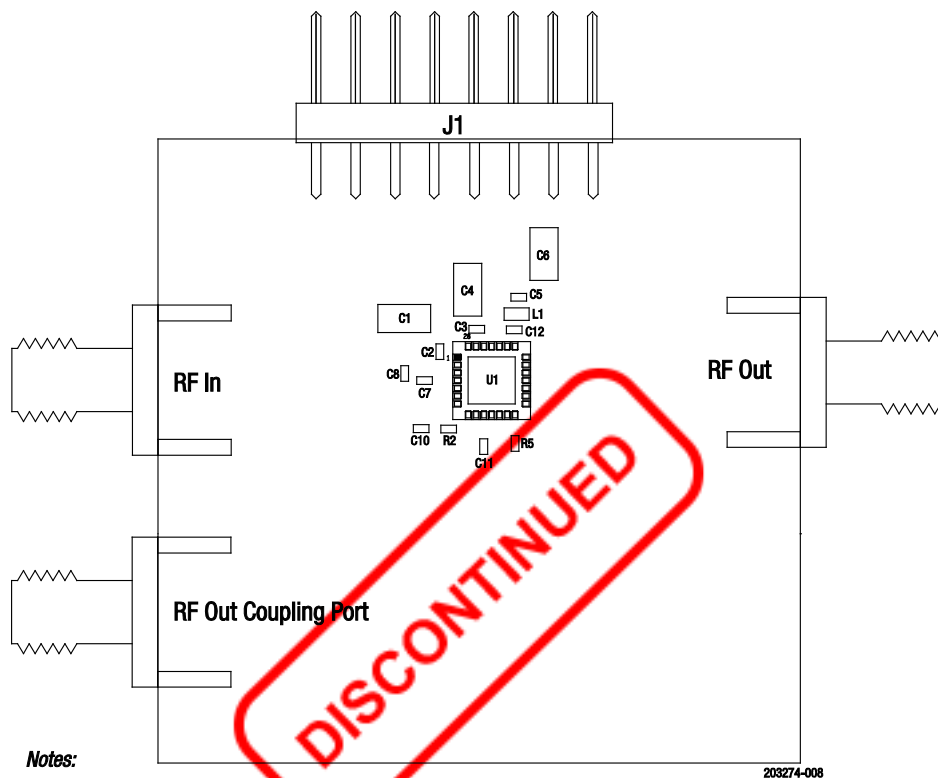 J1
C6
C4
C5
C1
L1
C3
C12
28
C2
1
C8
U1
RF In
RF Out
C7
C10
R2
C11
R5
RF Out Coupling Port
DISCONTINUED
Notes:
203274-008